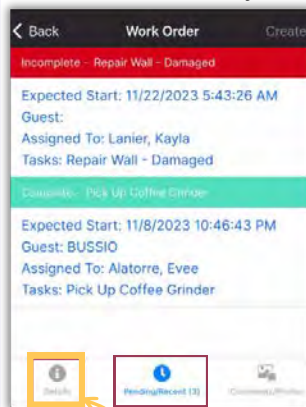 Back Work Order Create
Incomplete - Repair Wall - Damaged
Expected Start: 11/22/2023 5:43:26 AM
Guest:
Assigned To: Lanier, Kayla
Tasks: Repair Wall - Damaged
Complete - Pick Up Coffee Grinder
Expected Start: 11/8/2023 10:46:43 PM
Guest: BUSSIO
Assigned To: Alatorre, Evee
Tasks: Pick Up Coffee Grinder
Details Pending/Recent (3) Comments/Photos